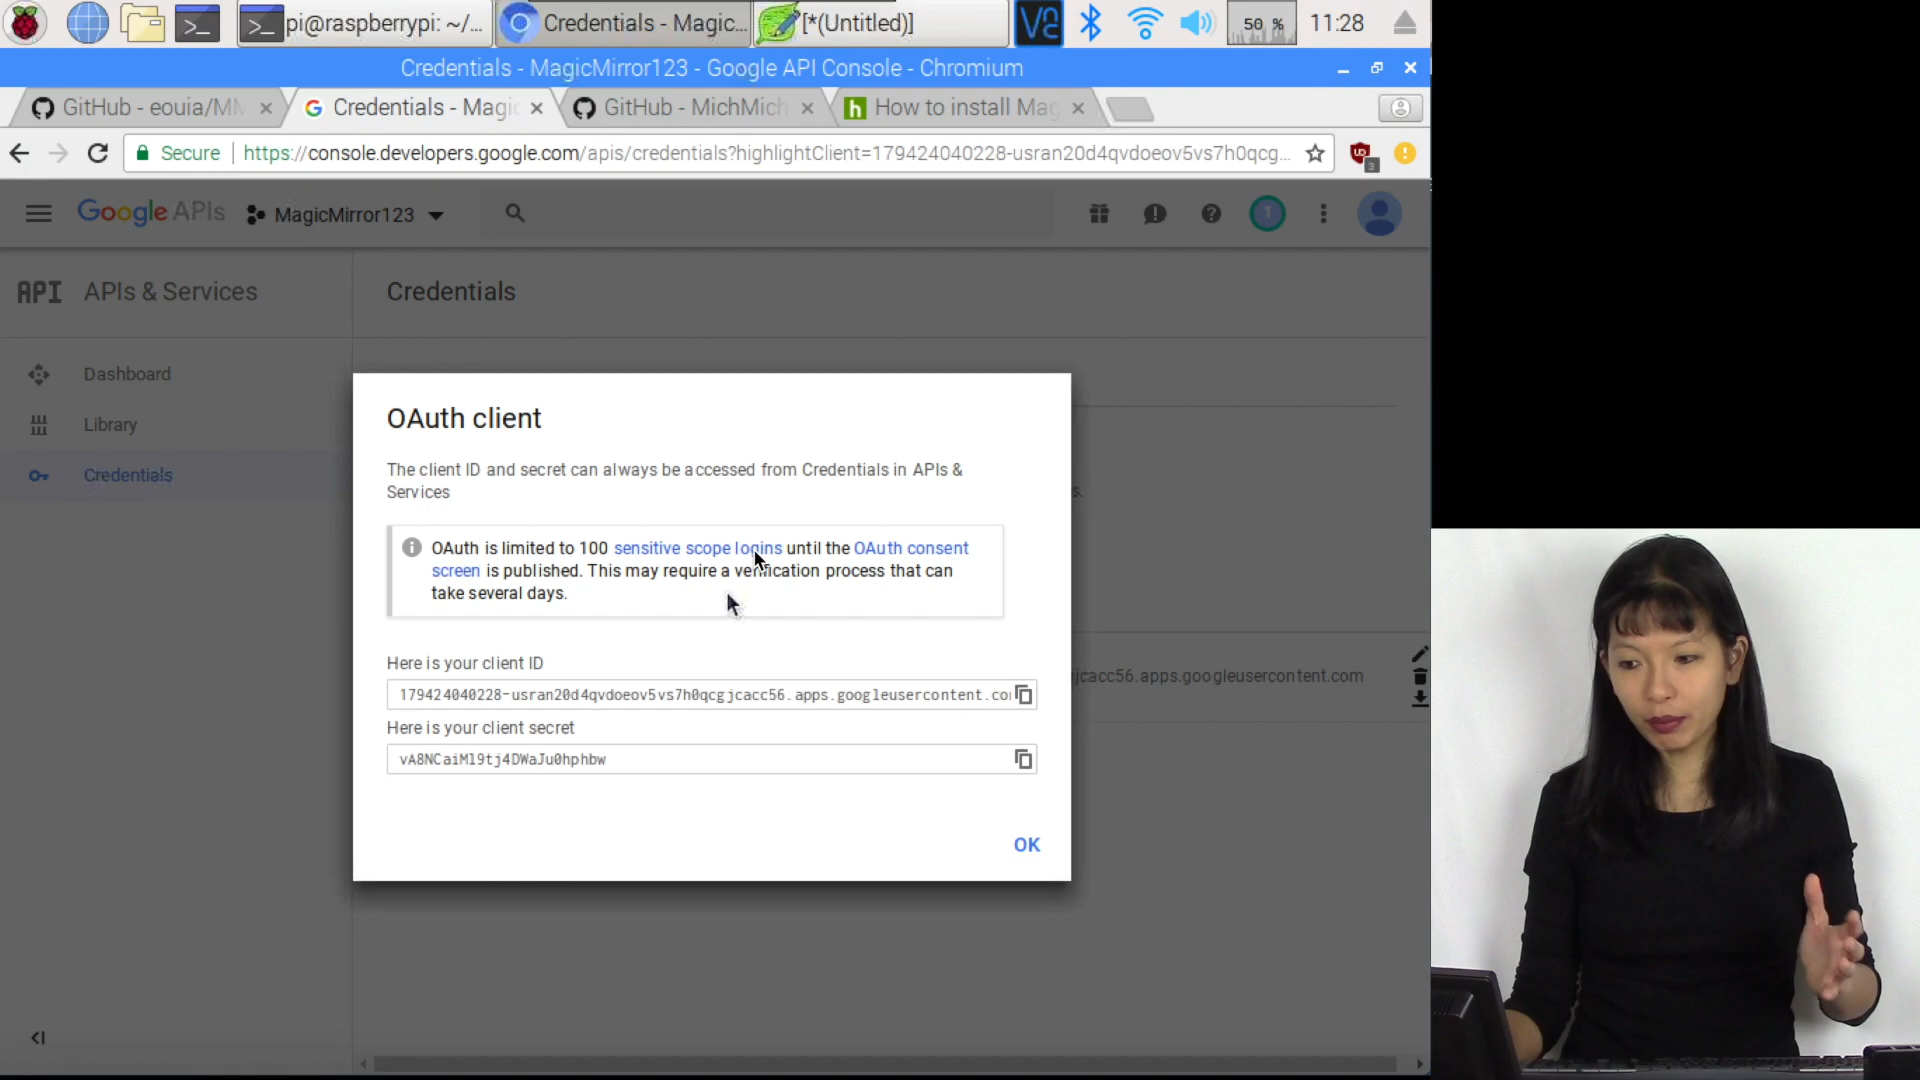 pi@raspberrypi: ~/...
Credentials - Magic...
[*(Untitled)]
50 %
11:28
Credentials - MagicMirror123 - Google API Console - Chromium
GitHub - eouia/MM
Credentials - Magic
GitHub - MichMich
How to install Mag
Secure
https://console.developers.google.com/apis/credentials?highlightClient=179424040228-usran20d4qvdoeov5vs7h0qcg...
3
Google APIs
MagicMirror123
1
API APIs & Services
Credentials
Dashboard
Library
Credentials
OAuth client
The client ID and secret can always be accessed from Credentials in APIs &
Services
s.
OAuth is limited to 100 sensitive scope logins until the OAuth consent
screen is published. This may require a verification process that can
take several days.
Here is your client ID
179424040228-usran20d4qvdoeov5vs7h0qcgjcacc56.apps.googleusercontent.co
jcacc56.apps.googleusercontent.com
Here is your client secret
vA8NCaiMl9tj4DWaJu0hphbw
OK